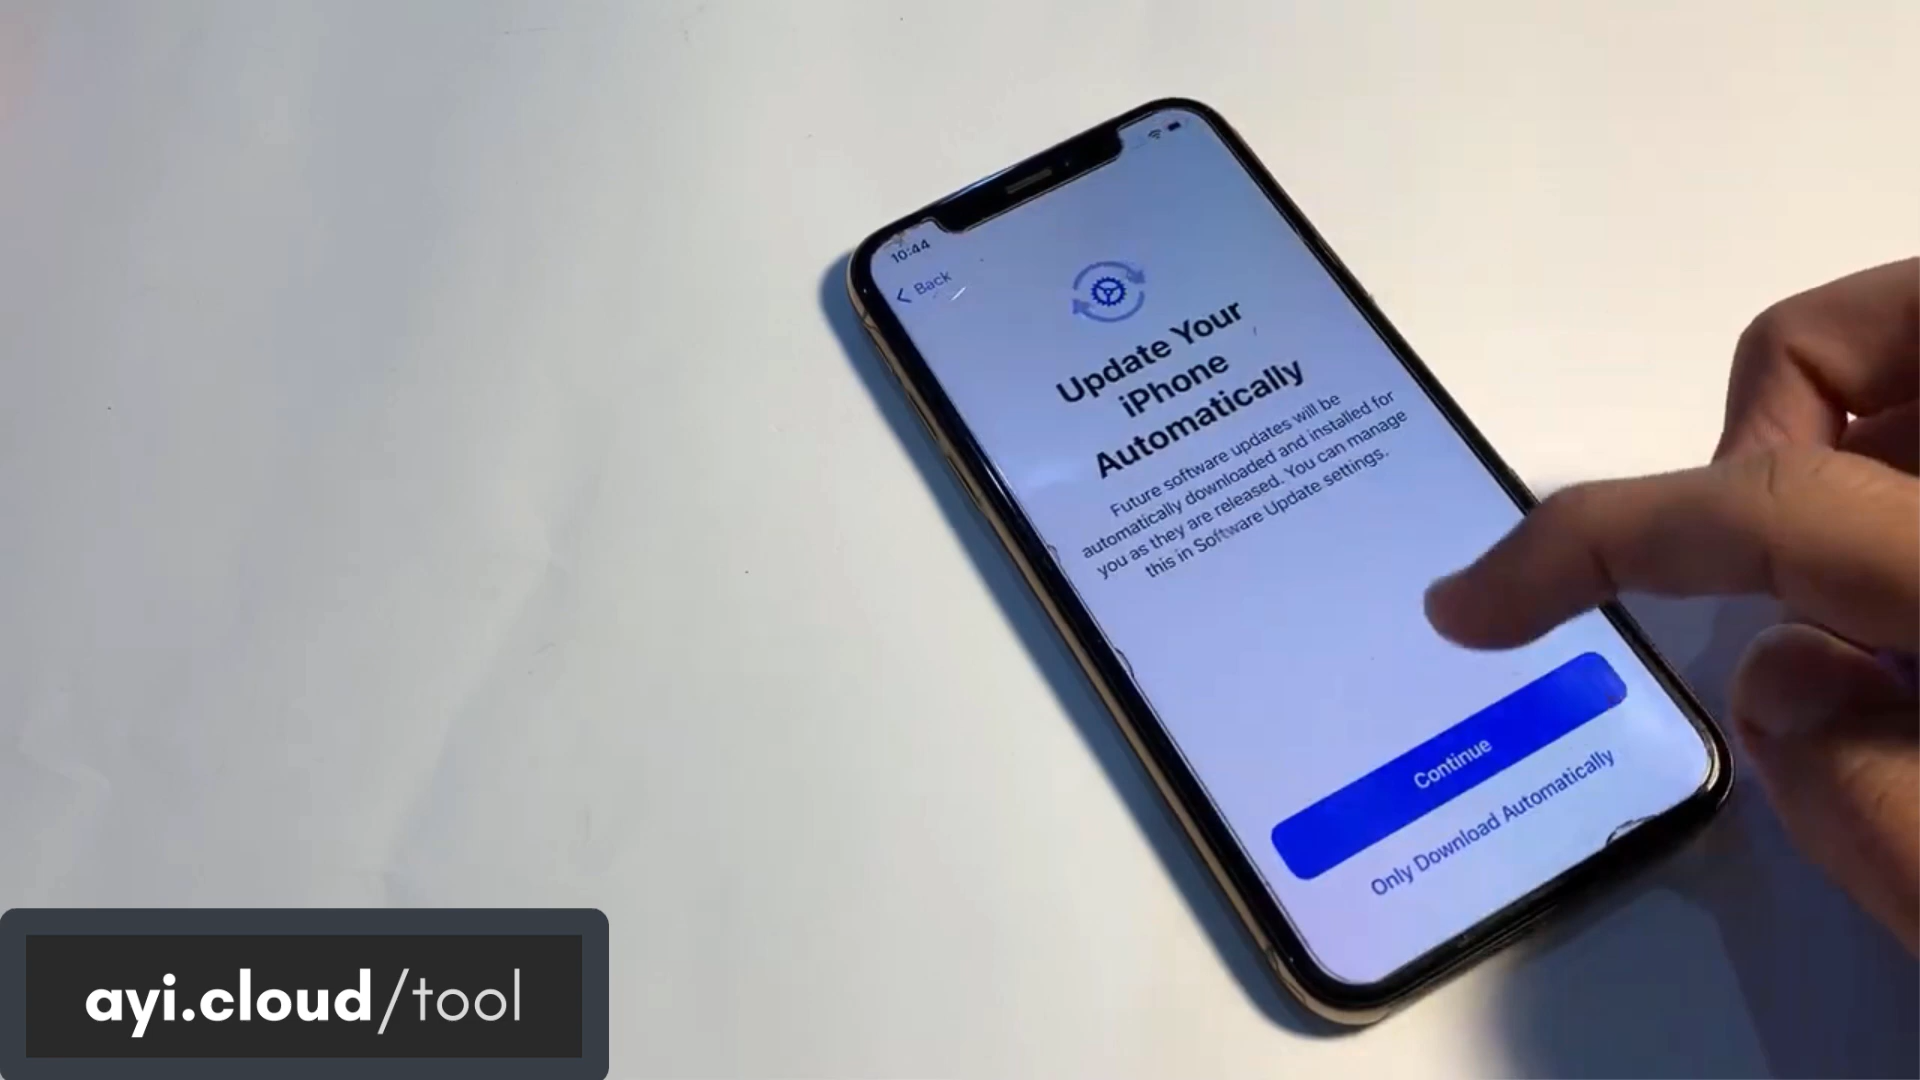 10:44
Back
Update Your
iPhone
Automatically
Future software updates will be
automatically downloaded and installed for
you as they are released. You can manage
this in Software Update settings.
Continue
Only Download Automatically
ayi.cloud/tool